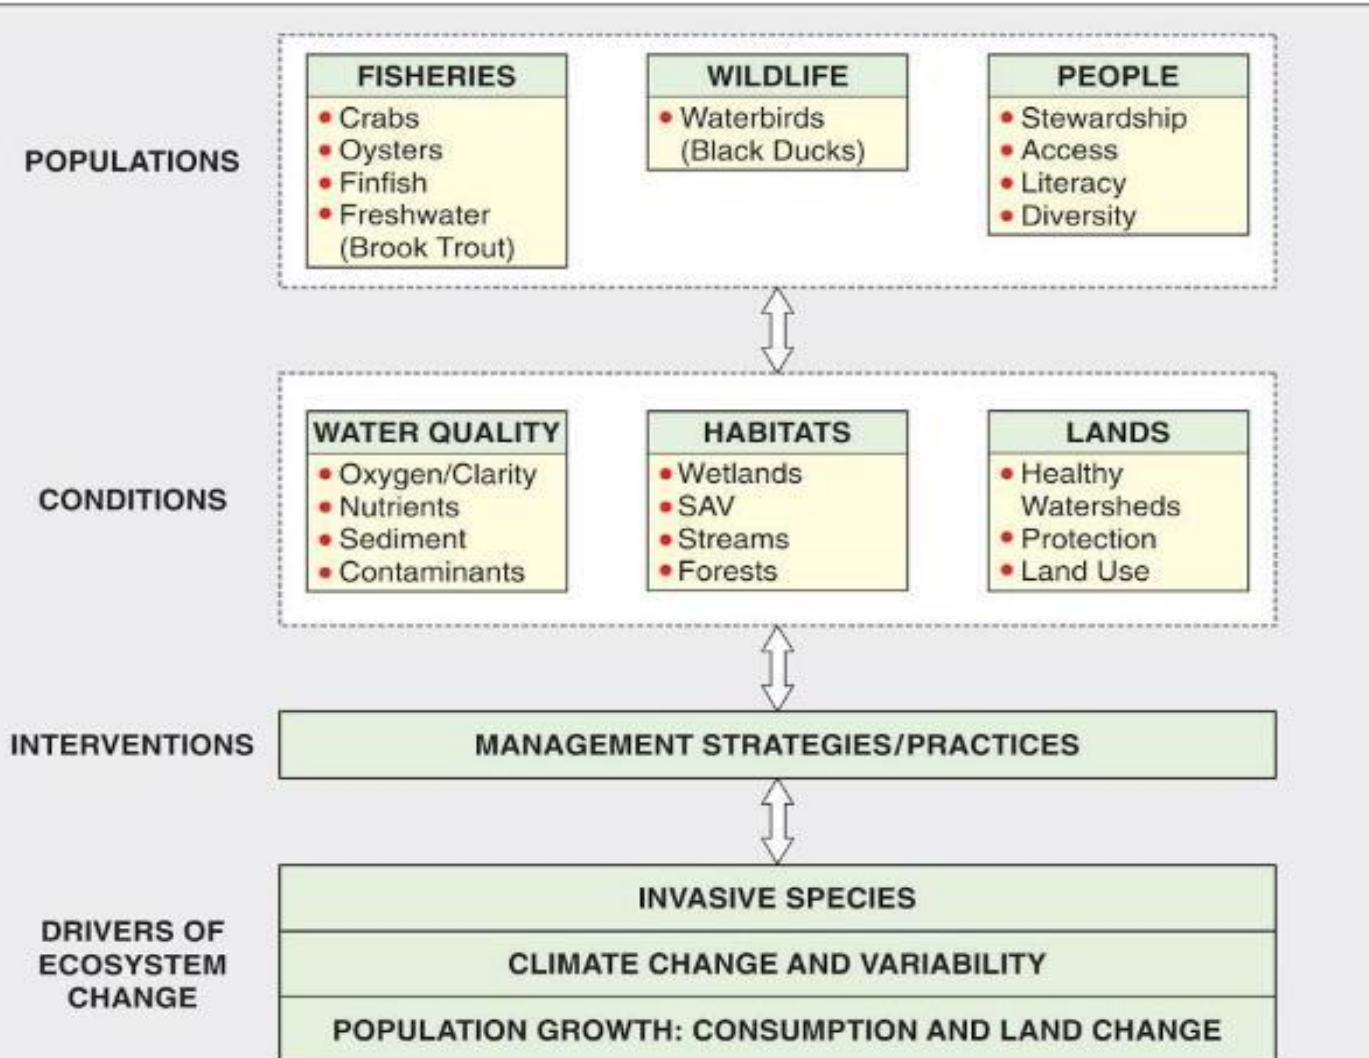 POPULATIONS
FISHERIES
• Crabs
• Oysters
• Finfish
• Freshwater
(Brook Trout)
WILDLIFE
• Waterbirds
(Black Ducks)
PEOPLE
• Stewardship
• Access
• Literacy
• Diversity
CONDITIONS
WATER QUALITY
• Oxygen/Clarity
• Nutrients
• Sediment
• Contaminants
HABITATS
• Wetlands
• SAV
• Streams
• Forests
LANDS
• Healthy
Watersheds
• Protection
• Land Use
INTERVENTIONS
MANAGEMENT STRATEGIES/PRACTICES
DRIVERS OF
ECOSYSTEM
CHANGE
INVASIVE SPECIES
CLIMATE CHANGE AND VARIABILITY
POPULATION GROWTH: CONSUMPTION AND LAND CHANGE